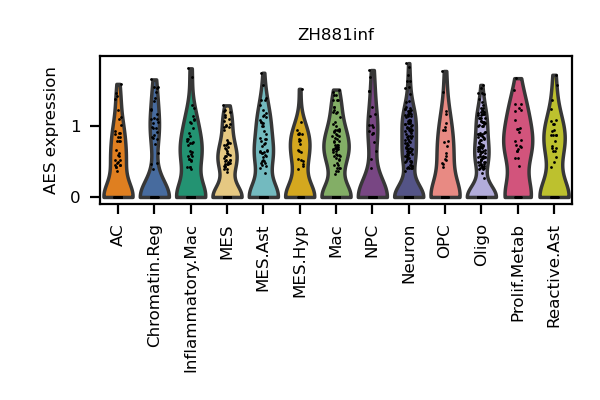 ZH881inf
AES expression
1
0
AC
Chromatin.Reg
Inflammatory.Mac
MES
MES.Ast
MES.Hyp
Mac
NPC
Neuron
OPC
Oligo
Prolif.Metab
Reactive.Ast